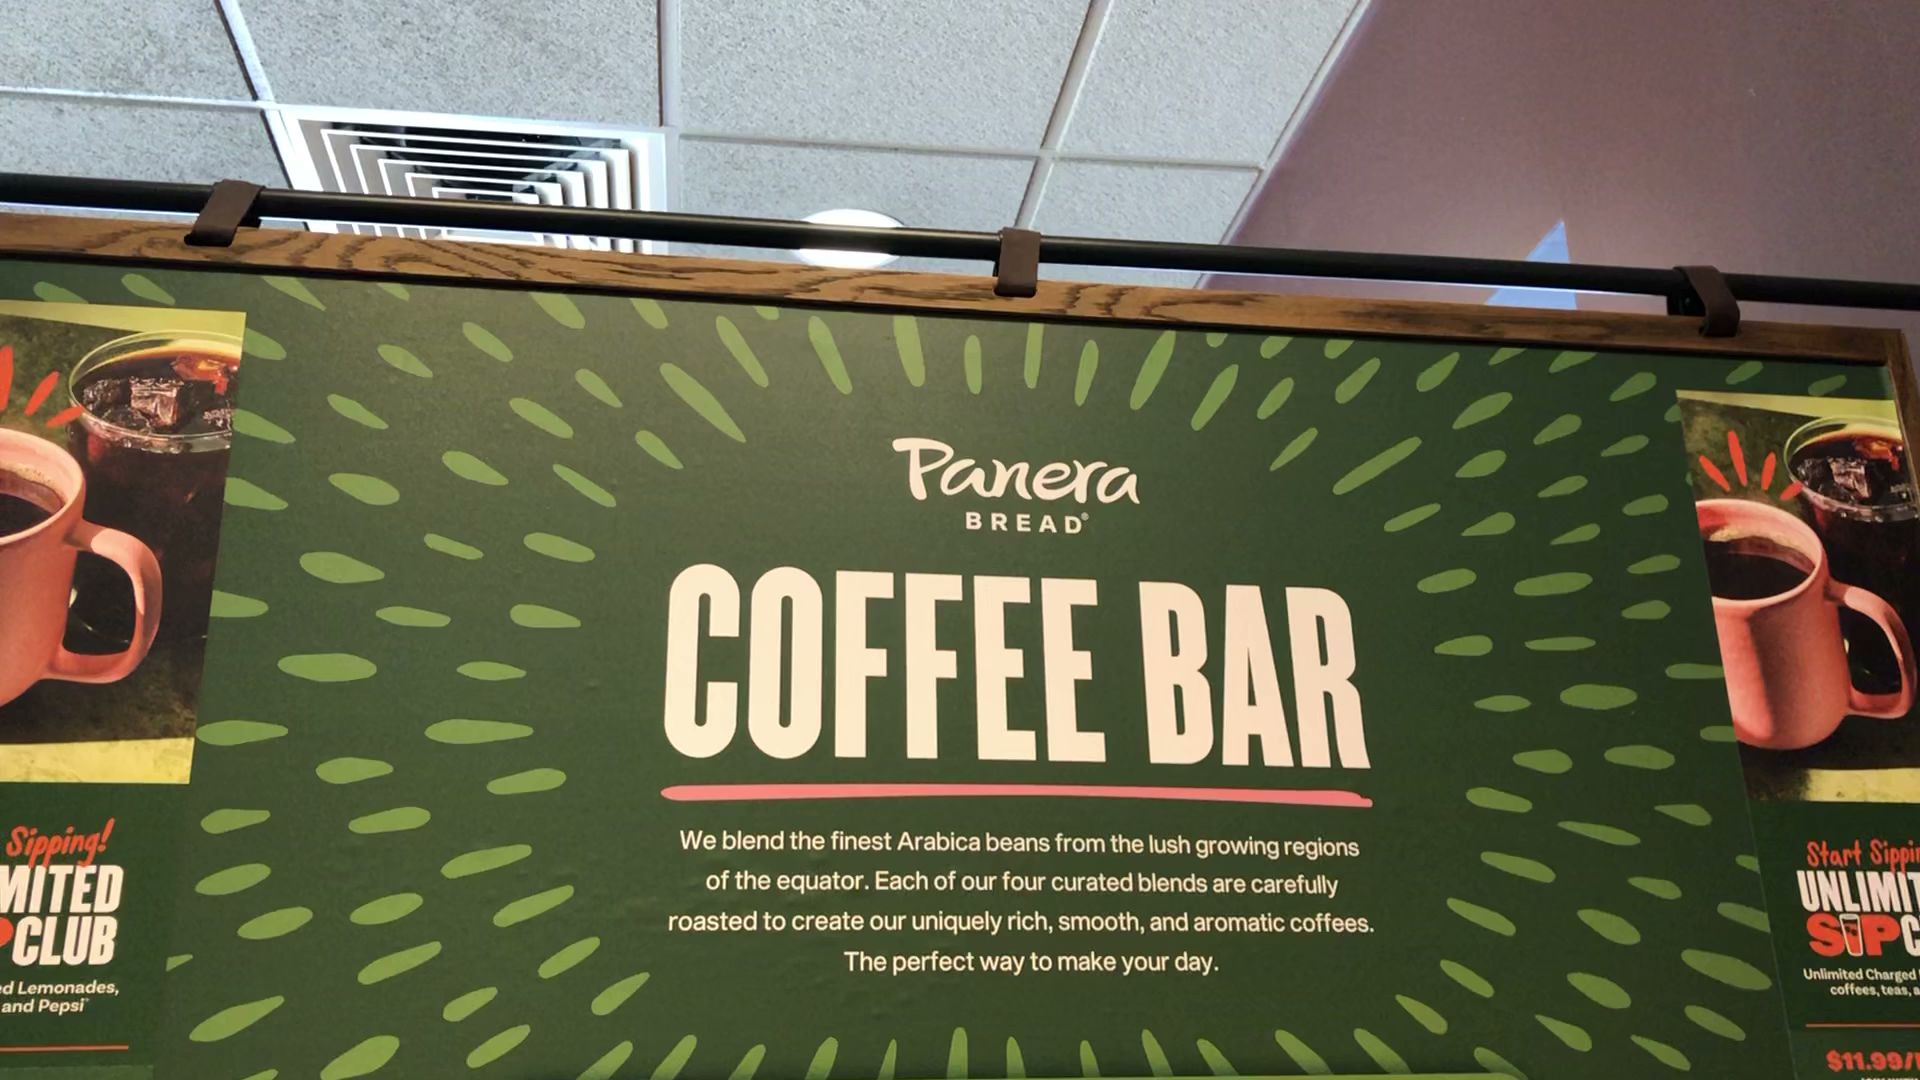 Panera
BREAD®
COFFEE BAR
We blend the finest Arabica beans from the lush growing regions
of the equator. Each of our four curated blends are carefully
roasted to create our uniquely rich, smooth, and aromatic coffees.
The perfect way to make your day.
Sipping!
MITED
P CLUB
ed Lemonades,
and Pepsi®
Start Sippin
UNLIMIT
SIP C
Unlimited Charged
coffees, teas, a
$11.99/